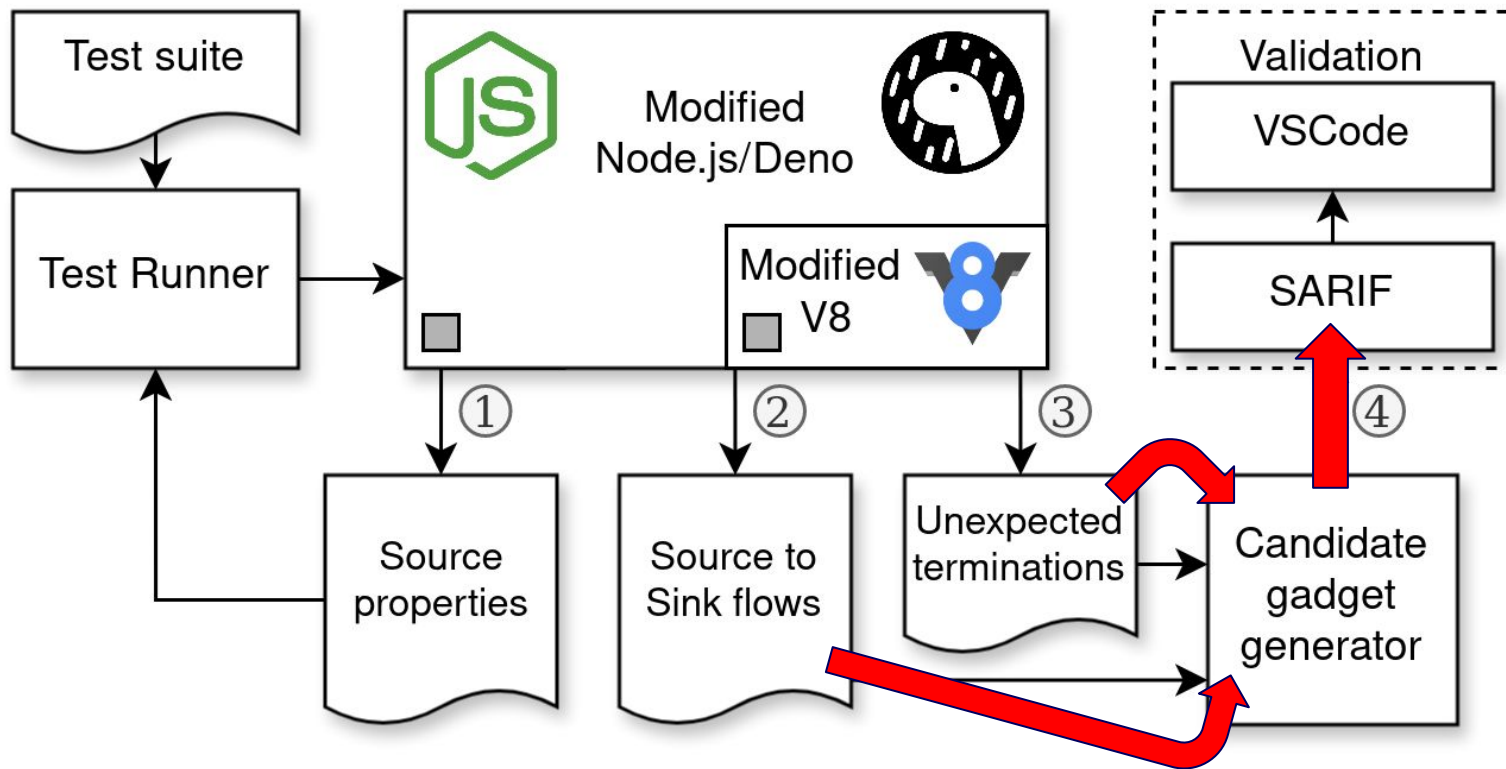 Test suite
Test Runner
JS
Modified
Node.js/Deno
Modified
V8
8
Validation
VSCode
SARIF
①
②
③
④
Source
properties
Source to
Sink flows
Unexpected
terminations
Candidate
gadget
generator